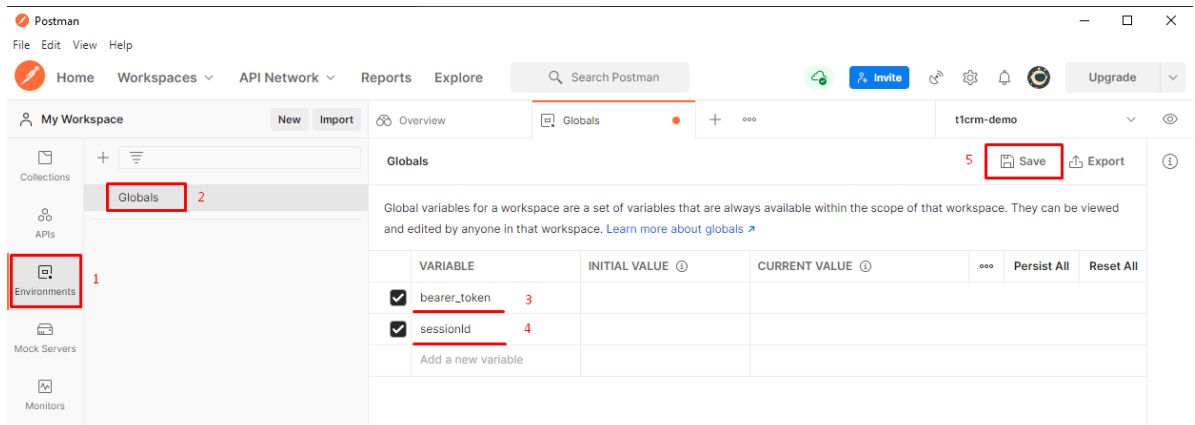 Postman
File Edit View Help
Home Workspaces API Network Reports Explore Search Postman Invite Upgrade
My Workspace New Import Overview Globals t1crm-demo
Collections
Globals 2
APIs
1
Environments
Mock Servers
Monitors
Globals 5 Save Export
Global variables for a workspace are a set of variables that are always available within the scope of that workspace. They can be viewed
and edited by anyone in that workspace. Learn more about globals
VARIABLE INITIAL VALUE CURRENT VALUE Persist All Reset All
bearer_token 3
sessionId 4
Add a new variable